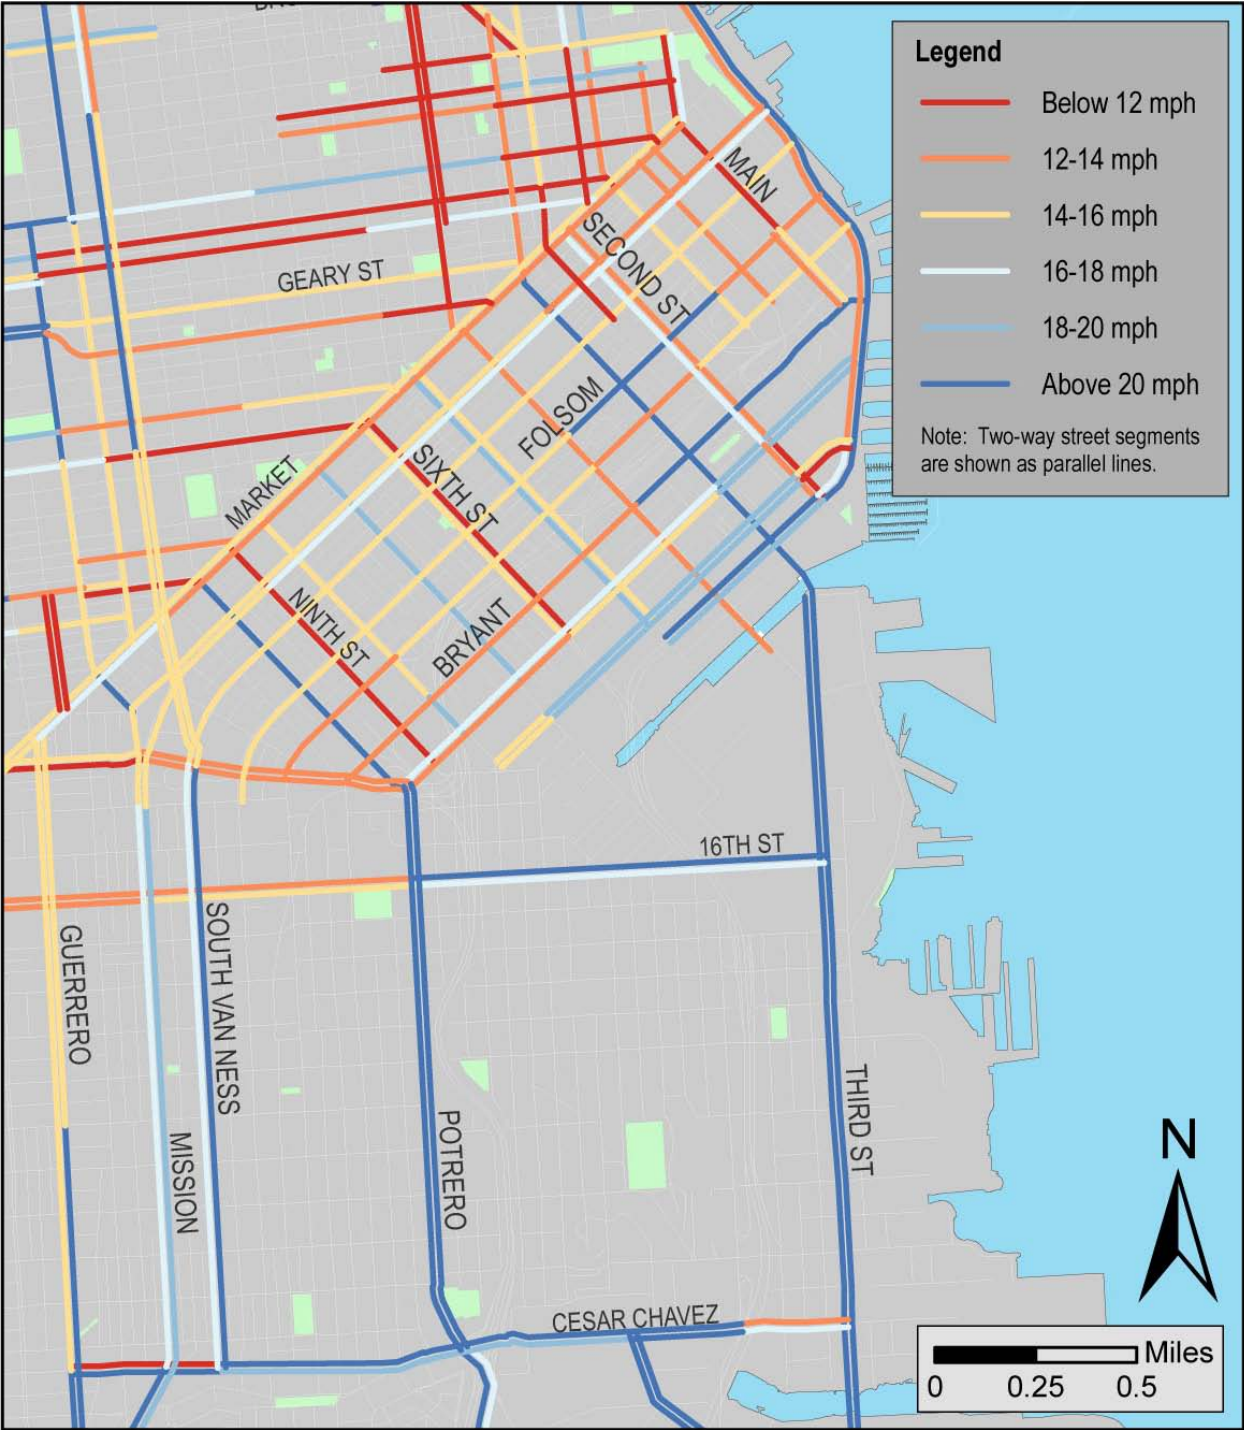 Legend
Below 12 mph
12-14 mph
14-16 mph
16-18 mph
18-20 mph
Above 20 mph
Note: Two-way street segments
are shown as parallel lines.
MAIN
SECOND ST
GEARY ST
FOLSOM
SIXTH ST
MARKET
NINTH ST
BRYANT
16TH ST
GUERRERO
SOUTH VAN NESS
MISSION
POTRERO
THIRD ST
CESAR CHAVEZ
N
Miles
0 0.25 0.5